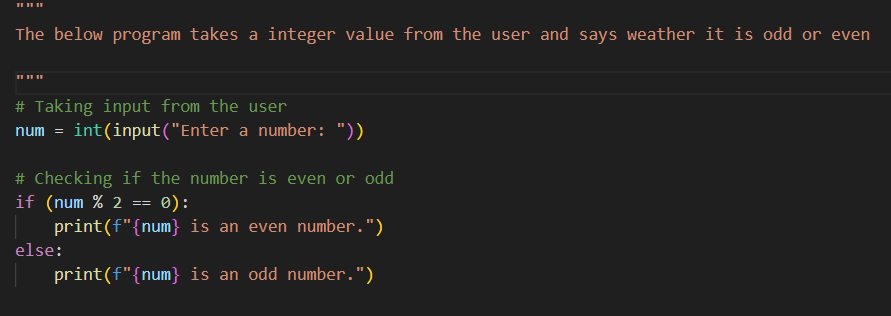 """
The below program takes a integer value from the user and says weather it is odd or even
"""
# Taking input from the user
num = int(input("Enter a number: "))
# Checking if the number is even or odd
if (num % 2 == 0):
    print(f"{num} is an even number.")
else:
    print(f"{num} is an odd number.")